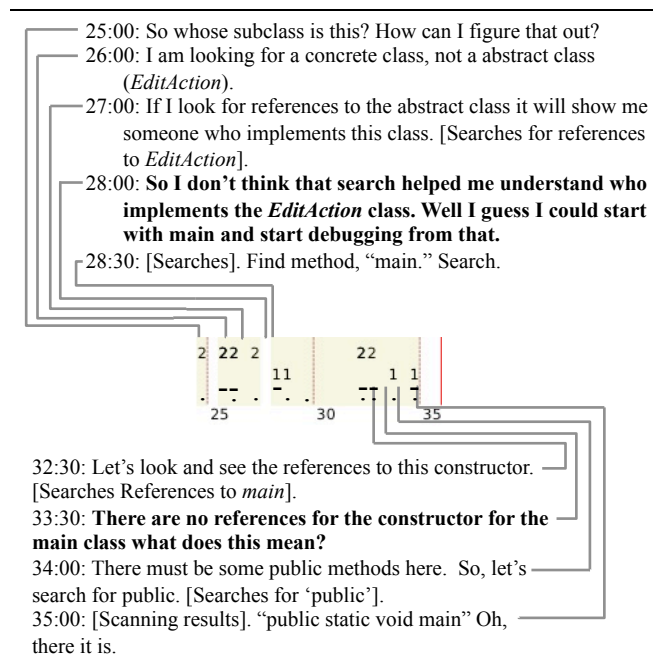 25:00: So whose subclass is this? How can I figure that out?
26:00: I am looking for a concrete class, not a abstract class
(EditAction).
27:00: If I look for references to the abstract class it will show me
someone who implements this class. [Searches for references
to EditAction].
28:00: So I don't think that search helped me understand who
implements the EditAction class. Well I guess I could start
with main and start debugging from that.
28:30: [Searches]. Find method, “main.” Search.
2 22 2 22
11 1 1
25 30 35
32:30: Let's look and see the references to this constructor.
[Searches References to main].
33:30: There are no references for the constructor for the
main class what does this mean?
34:00: There must be some public methods here. So, let's
search for public. [Searches for ‘public’].
35:00: [Scanning results]. “public static void main” Oh,
there it is.